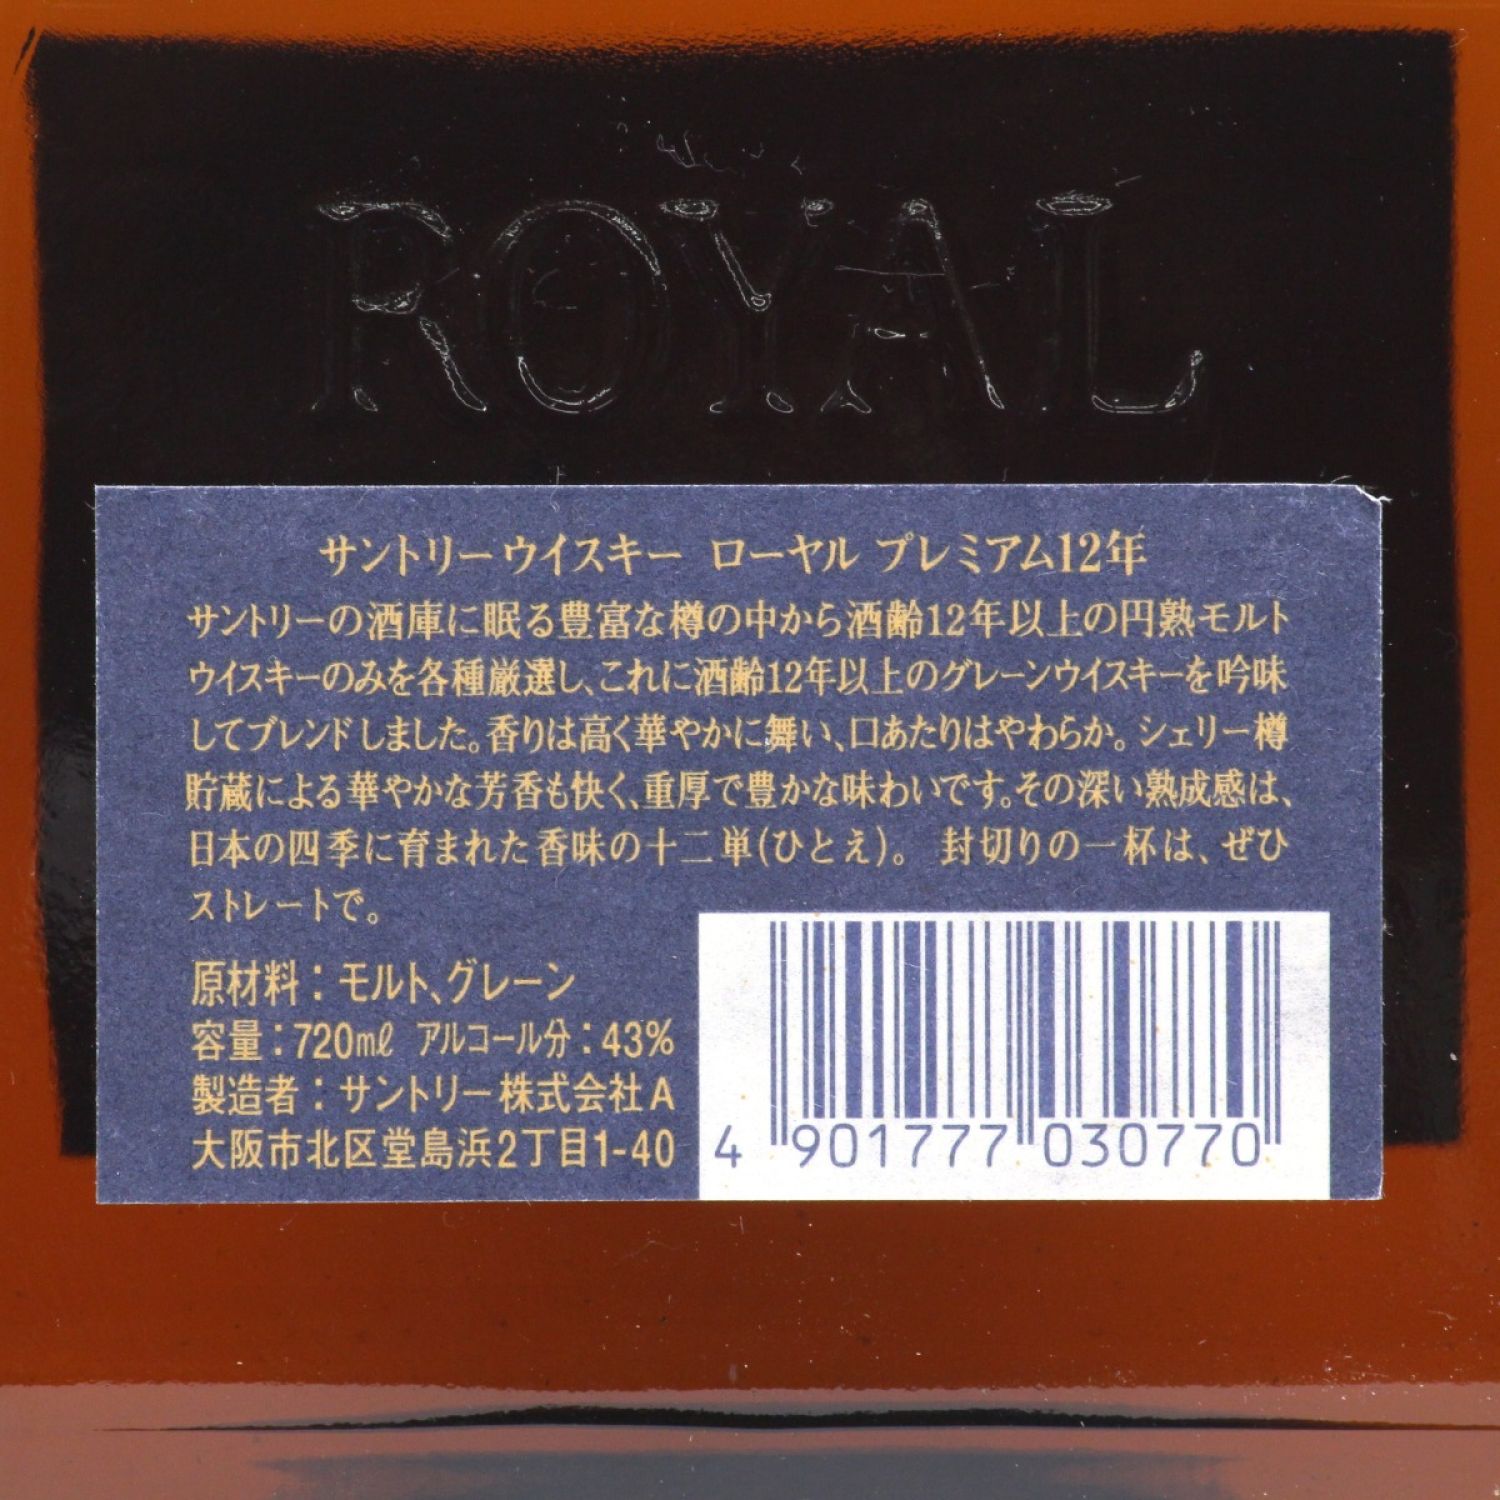 ROYAL
サントリーウイスキー ローヤル プレミアム12年
サントリーの酒庫に眠る豊富な樽の中から酒齢12年以上の円熟モルト
ウイスキーのみを各種厳選し、これに酒齢12年以上のグレーンウイスキーを吟味
してブレンドしました。香りは高く華やかに舞い、口あたりはやわらか。シェリー樽
貯蔵による華やかな芳香も快く、重厚で豊かな味わいです。その深い熟成感は、
日本の四季に育まれた香味の十二単(ひとえ)。 封切りの一杯は、ぜひ
ストレートで。
原材料：モルト、グレーン
容量：720mℓ アルコール分：43%
製造者：サントリー株式会社A
大阪市北区堂島浜2丁目1-40
4 901777 030770